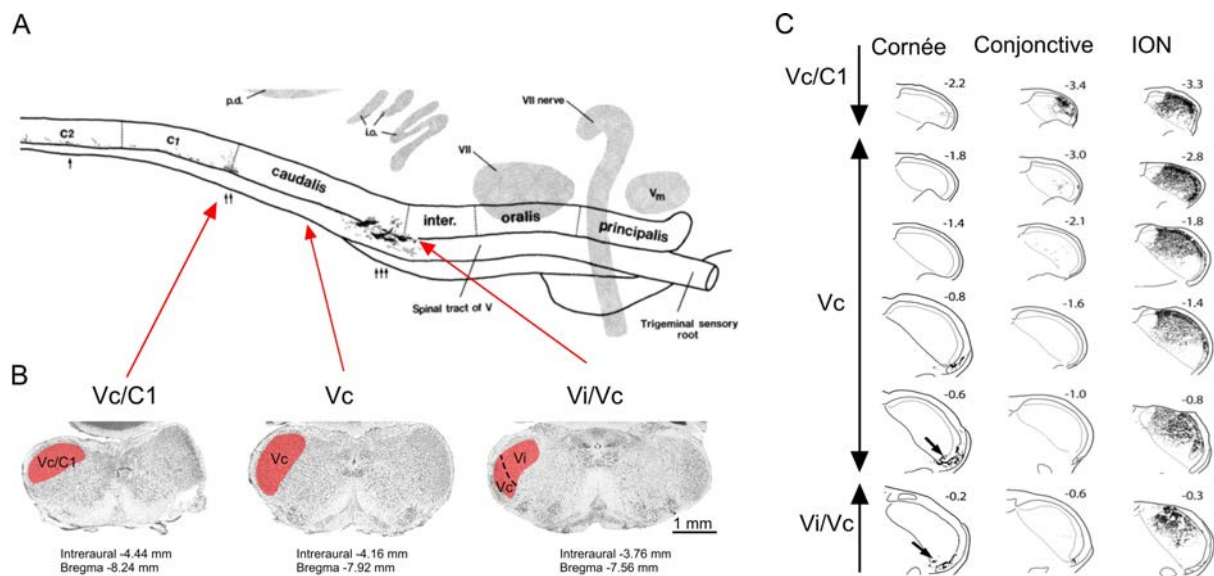 A
p.d.
i.o.
VII nerve
VII
Vm
C2
C1
caudalis
inter.
oralis
principalis
Spinal tract of V
Trigeminal sensory
root
B
Vc/C1
Vc
Vi/Vc
Vc/C1
Vc
Vi
Vc
1 mm
Intreraural -4.44 mm
Bregma -8.24 mm
Intreraural -4.16 mm
Bregma -7.92 mm
Intreraural -3.76 mm
Bregma -7.56 mm
C
Cornée
Conjonctive
ION
Vc/C1
-2.2
-3.4
-3.3
Vc
-1.8
-3.0
-2.8
-1.4
-2.1
-1.8
-0.8
-1.6
-1.4
-0.6
-1.0
-0.8
Vi/Vc
-0.2
-0.6
-0.3